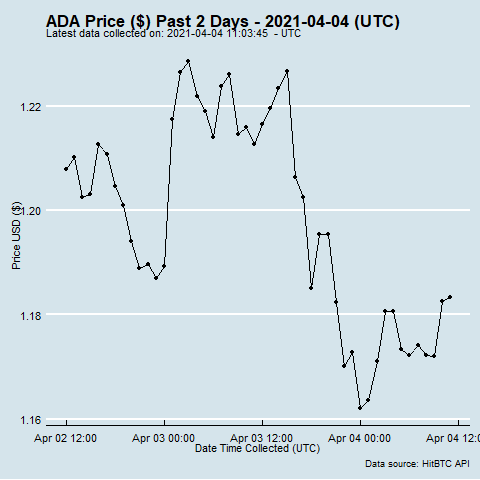 ADA Price ($) Past 2 Days - 2021-04-04 (UTC)
Latest data collected on: 2021-04-04 11:03:45 - UTC
1.22
1.20
1.18
1.16
Price USD ($)
Apr 02 12:00 Apr 03 00:00 Apr 03 12:00 Apr 04 00:00 Apr 04 12:0
Date Time Collected (UTC)
Data source: HitBTC API